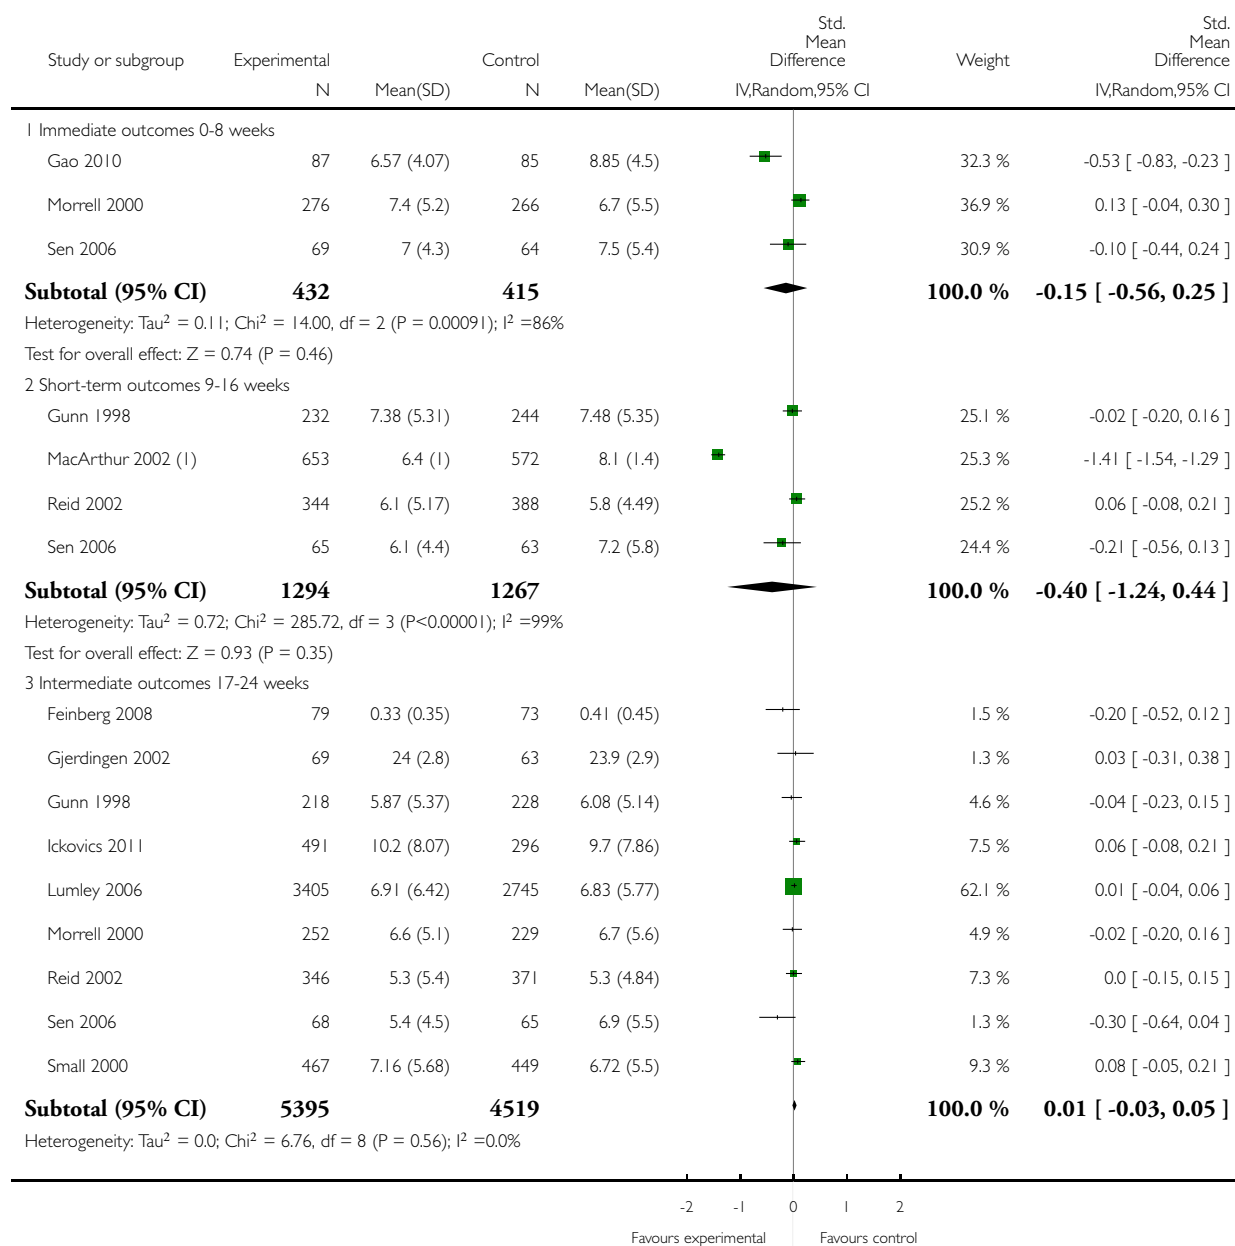 Study or subgroup Experimental Control Std. Mean Difference Weight Std. Mean Difference
N Mean(SD) N Mean(SD) IV,Random,95% CI IV,Random,95% CI
1 Immediate outcomes 0-8 weeks
Gao 2010 87 6.57 (4.07) 85 8.85 (4.5) 32.3 % -0.53 [ -0.83, -0.23 ]
Morrell 2000 276 7.4 (5.2) 266 6.7 (5.5) 36.9 % 0.13 [ -0.04, 0.30 ]
Sen 2006 69 7 (4.3) 64 7.5 (5.4) 30.9 % -0.10 [ -0.44, 0.24 ]
Subtotal (95% CI) 432 415 100.0 % -0.15 [ -0.56, 0.25 ]
Heterogeneity: Tau² = 0.11; Chi² = 14.00, df = 2 (P = 0.00091); I² =86%
Test for overall effect: Z = 0.74 (P = 0.46)
2 Short-term outcomes 9-16 weeks
Gunn 1998 232 7.38 (5.31) 244 7.48 (5.35) 25.1 % -0.02 [ -0.20, 0.16 ]
MacArthur 2002 (1) 653 6.4 (1) 572 8.1 (1.4) 25.3 % -1.41 [ -1.54, -1.29 ]
Reid 2002 344 6.1 (5.17) 388 5.8 (4.49) 25.2 % 0.06 [ -0.08, 0.21 ]
Sen 2006 65 6.1 (4.4) 63 7.2 (5.8) 24.4 % -0.21 [ -0.56, 0.13 ]
Subtotal (95% CI) 1294 1267 100.0 % -0.40 [ -1.24, 0.44 ]
Heterogeneity: Tau² = 0.72; Chi² = 285.72, df = 3 (P<0.00001); I² =99%
Test for overall effect: Z = 0.93 (P = 0.35)
3 Intermediate outcomes 17-24 weeks
Feinberg 2008 79 0.33 (0.35) 73 0.41 (0.45) 1.5 % -0.20 [ -0.52, 0.12 ]
Gjerdingen 2002 69 24 (2.8) 63 23.9 (2.9) 1.3 % 0.03 [ -0.31, 0.38 ]
Gunn 1998 218 5.87 (5.37) 228 6.08 (5.14) 4.6 % -0.04 [ -0.23, 0.15 ]
Ickovics 2011 491 10.2 (8.07) 296 9.7 (7.86) 7.5 % 0.06 [ -0.08, 0.21 ]
Lumley 2006 3405 6.91 (6.42) 2745 6.83 (5.77) 62.1 % 0.01 [ -0.04, 0.06 ]
Morrell 2000 252 6.6 (5.1) 229 6.7 (5.6) 4.9 % -0.02 [ -0.20, 0.16 ]
Reid 2002 346 5.3 (5.4) 371 5.3 (4.84) 7.3 % 0.0 [ -0.15, 0.15 ]
Sen 2006 68 5.4 (4.5) 65 6.9 (5.5) 1.3 % -0.30 [ -0.64, 0.04 ]
Small 2000 467 7.16 (5.68) 449 6.72 (5.5) 9.3 % 0.08 [ -0.05, 0.21 ]
Subtotal (95% CI) 5395 4519 100.0 % 0.01 [ -0.03, 0.05 ]
Heterogeneity: Tau² = 0.0; Chi² = 6.76, df = 8 (P = 0.56); I² =0.0%
-2 -1 0 1 2
Favours experimental Favours control